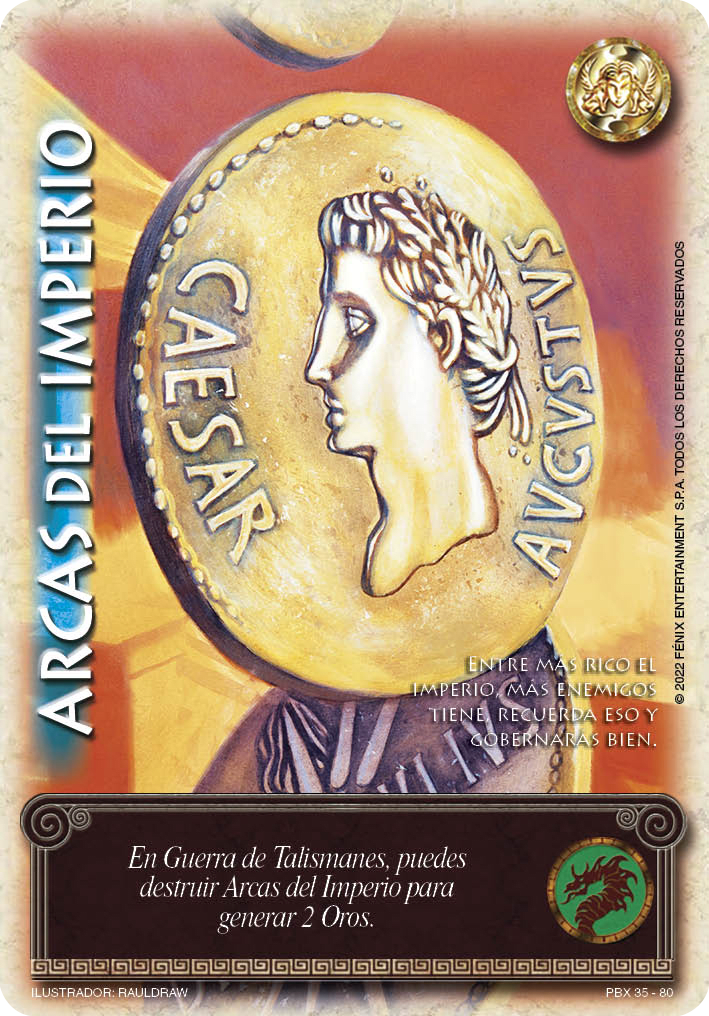 ARCAS DEL IMPERIO
CAESAR
AVGVSTVS
ENTRE MÁS RICO EL
IMPERIO, MÁS ENEMIGOS
TIENE, RECUERDA ESO Y
GOBERNARÁS BIEN.
© 2022 FÉNIX ENTERTAINMENT S.P.A. TODOS LOS DERECHOS RESERVADOS
En Guerra de Talismanes, puedes
destruir Arcas del Imperio para
generar 2 Oros.
ILUSTRADOR: RAULDRAW
PBX 35 - 80